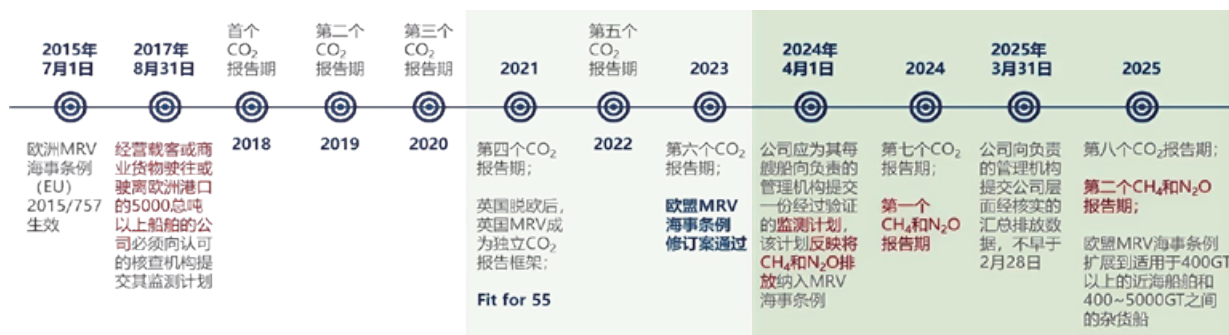 2015年
7月1日
欧洲MRV
海事条例
（EU）
2015/757
生效
2017年
8月31日
经营载客或商
业货物驶往或
驶离欧洲港口
的5000总吨
以上船舶的公
司必须向认可
的核查机构提
交其监测计划
首个
CO₂
报告期
2018
第二个
CO₂
报告期
2019
第三个
CO₂
报告期
2020
2021
第四个CO₂
报告期；
英国脱欧后，
英国MRV成
为独立CO₂
报告框架；
Fit for 55
第五个
CO₂
报告期
2022
2023
第六个CO₂
报告期；
欧盟MRV
海事条例
修订案通过
2024年
4月1日
公司应为其每
艘船向负责的
管理机构提交
一份经过验证
的监测计划，
该计划反映将
CH₄和N₂O排
放纳入MRV
海事条例
2024
第七个CO₂
报告期；
第一个
CH₄和N₂O
报告期
2025年
3月31日
公司向负责
的管理机构
提交公司层
面经核实的
汇总排放数
据，不早于
2月28日
2025
第八个CO₂报告期；
第二个CH₄和N₂O
报告期；
欧盟MRV海事条例
扩展到适用于400GT
以上的近海船舶和
400~5000GT之间
的杂货船